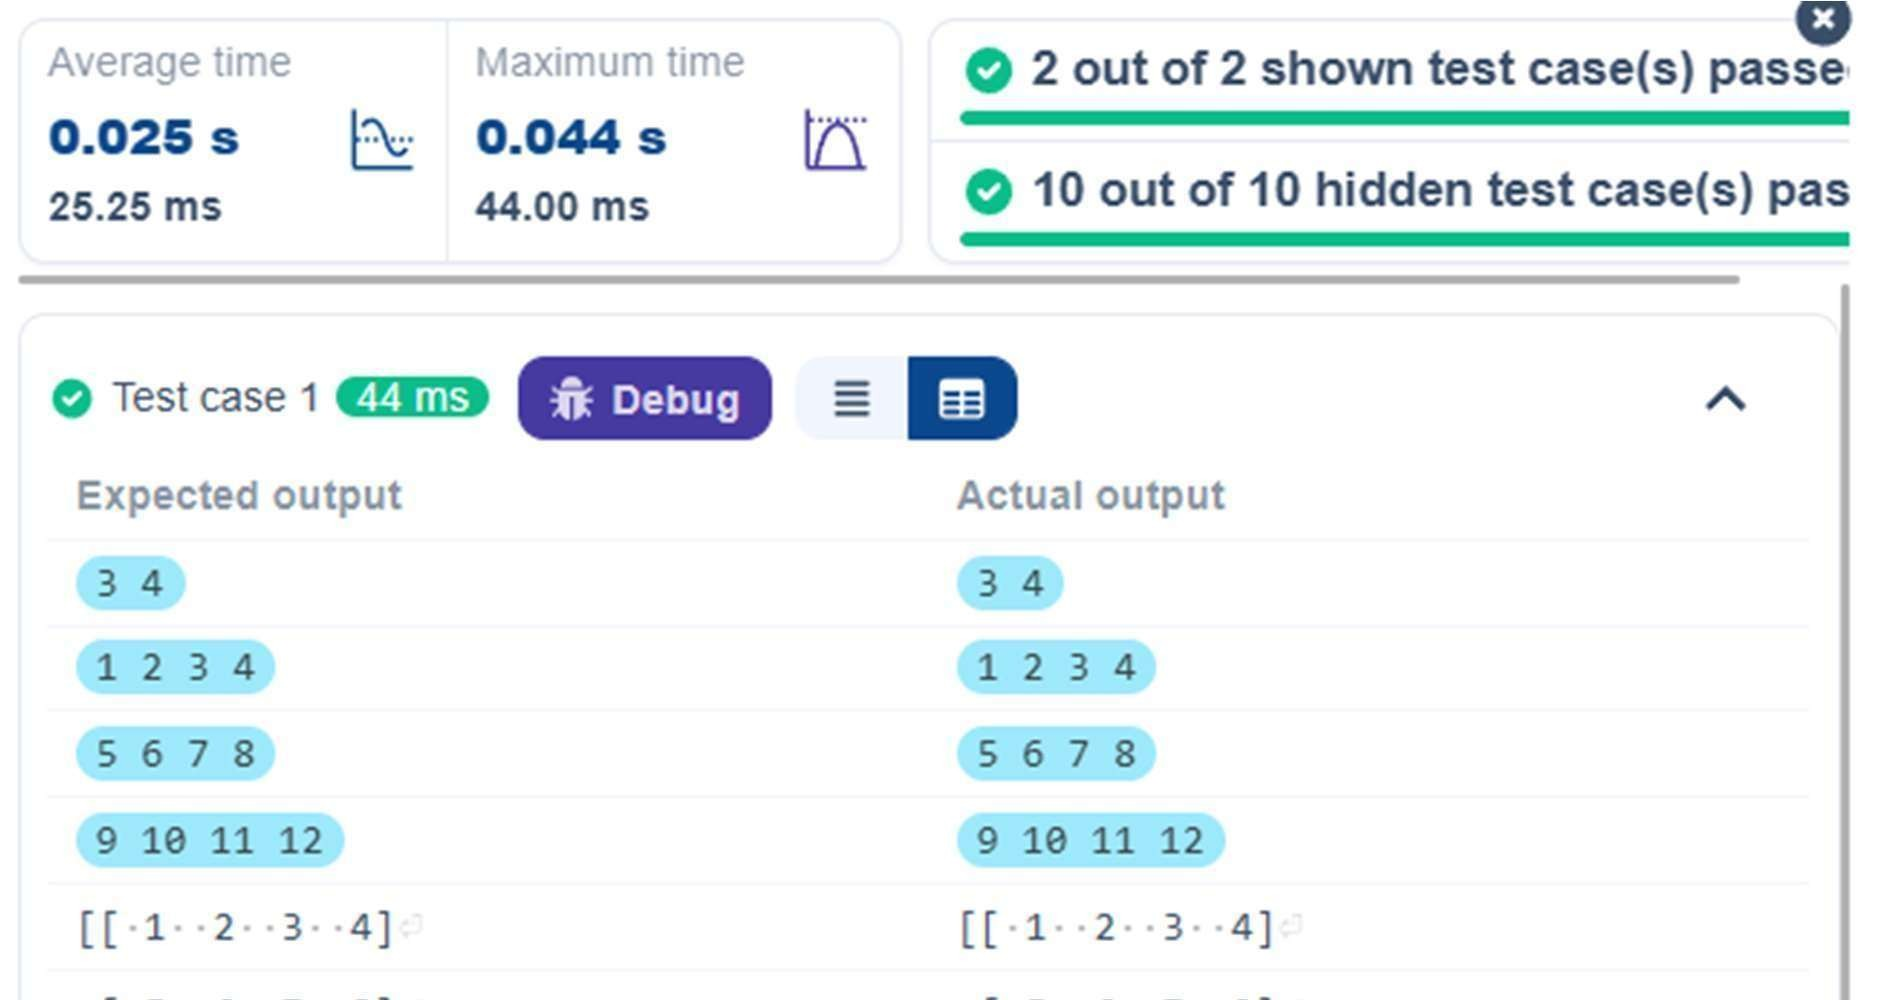 Average time
0.025 s
25.25 ms
Maximum time
0.044 s
44.00 ms
2 out of 2 shown test case(s) passe
10 out of 10 hidden test case(s) pas
Test case 1 44 ms Debug
Expected output
Actual output
3 4
3 4
1 2 3 4
1 2 3 4
5 6 7 8
5 6 7 8
9 10 11 12
9 10 11 12
[[·1··2··3··4]⏎
[[·1··2··3··4]⏎